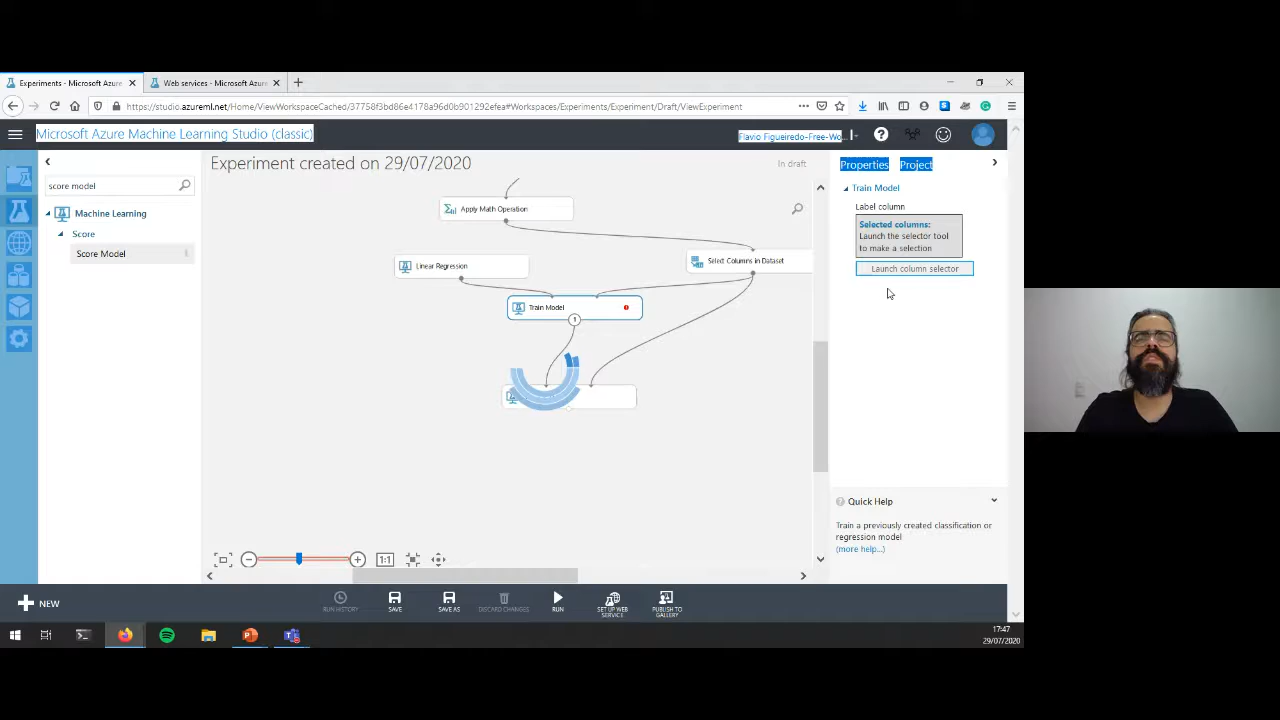 Experiments - Microsoft Azure
Web services - Microsoft Azure
https://studio.azureml.net/Home/ViewWorkspaceCached/37758f3bd86e4178a96d0b901292efea#Workspaces/Experiments/Experiment/Draft/ViewExperiment
Microsoft Azure Machine Learning Studio (classic)
Flavio Figueiredo-Free-Wo...
score model
Machine Learning
Score
Score Model
Experiment created on 29/07/2020
In draft
Apply Math Operation
Linear Regression
Select Columns in Dataset
Train Model
1
Properties Project
Train Model
Label column
Selected columns:
Launch the selector tool
to make a selection
Launch column selector
Quick Help
Train a previously created classification or
regression model
(more help...)
1:1
NEW
RUN HISTORY
SAVE
SAVE AS
DISCARD CHANGES
RUN
SET UP WEB
SERVICE
PUBLISH TO
GALLERY
17:47
29/07/2020